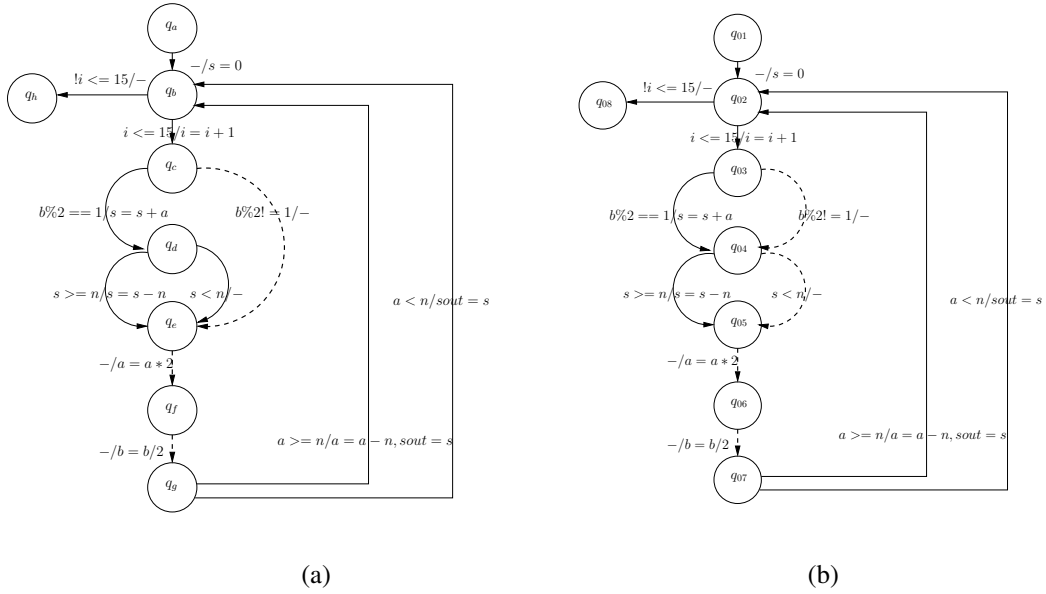 q_a
-/s = 0
!i <= 15/-
q_h
q_b
i <= 15/i = i + 1
q_c
b%2 == 1/s = s + a
b%2! = 1/-
q_d
s >= n/s = s - n
s < n/-
a < n/sout = s
q_e
-/a = a * 2
q_f
a >= n/a = a - n, sout = s
-/b = b/2
q_g
(a)
q_01
-/s = 0
!i <= 15/-
q_08
q_02
i <= 15/i = i + 1
q_03
b%2 == 1/s = s + a
b%2! = 1/-
q_04
s >= n/s = s - n
s < n/-
a < n/sout = s
q_05
-/a = a * 2
q_06
a >= n/a = a - n, sout = s
-/b = b/2
q_07
(b)